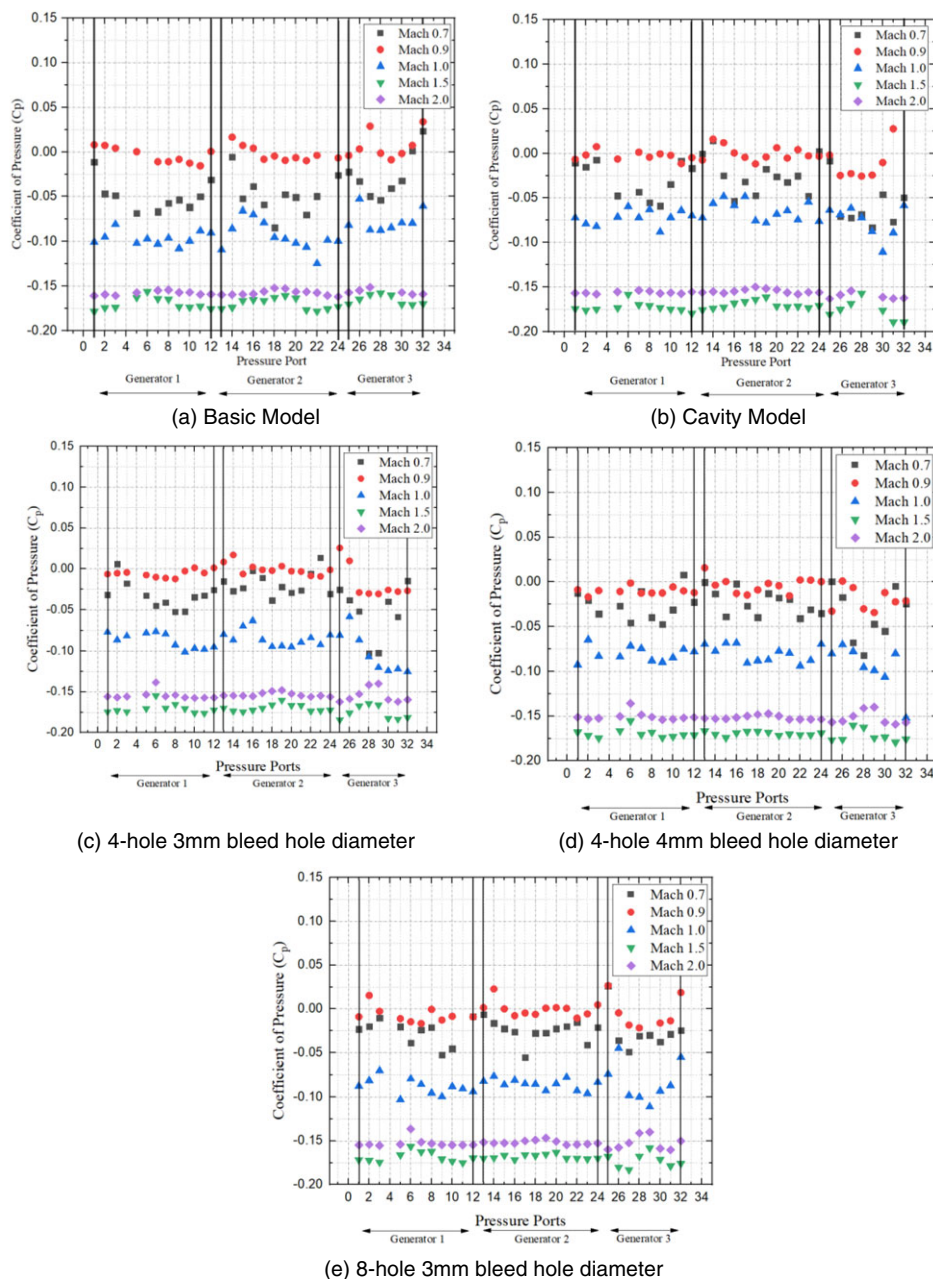 0.15
0.10
0.05
0.00
-0.05
-0.10
-0.15
-0.20
Coefficient of Pressure (Cp)
Mach 0.7
Mach 0.9
Mach 1.0
Mach 1.5
Mach 2.0
0 2 4 6 8 10 12 14 16 18 20 22 24 26 28 30 32 34
Pressure Port
Generator 1
Generator 2
Generator 3
(a) Basic Model
0.15
0.10
0.05
0.00
-0.05
-0.10
-0.15
-0.20
Coefficient of Pressure (Cp)
Mach 0.7
Mach 0.9
Mach 1.0
Mach 1.5
Mach 2.0
0 2 4 6 8 10 12 14 16 18 20 22 24 26 28 30 32 34
Pressure Port
Generator 1
Generator 2
Generator 3
(b) Cavity Model
0.15
0.10
0.05
0.00
-0.05
-0.10
-0.15
-0.20
Coefficient of Pressure (Cp)
Mach 0.7
Mach 0.9
Mach 1.0
Mach 1.5
Mach 2.0
0 2 4 6 8 10 12 14 16 18 20 22 24 26 28 30 32 34
Pressure Ports
Generator 1
Generator 2
Generator 3
(c) 4-hole 3mm bleed hole diameter
0.15
0.10
0.05
0.00
-0.05
-0.10
-0.15
-0.20
Coefficient of Pressure (Cp)
Mach 0.7
Mach 0.9
Mach 1.0
Mach 1.5
Mach 2.0
0 2 4 6 8 10 12 14 16 18 20 22 24 26 28 30 32 34
Pressure Ports
Generator 1
Generator 2
Generator 3
(d) 4-hole 4mm bleed hole diameter
0.15
0.10
0.05
0.00
-0.05
-0.10
-0.15
-0.20
Coefficient of Pressure (Cp)
Mach 0.7
Mach 0.9
Mach 1.0
Mach 1.5
Mach 2.0
0 2 4 6 8 10 12 14 16 18 20 22 24 26 28 30 32 34
Pressure Ports
Generator 1
Generator 2
Generator 3
(e) 8-hole 3mm bleed hole diameter